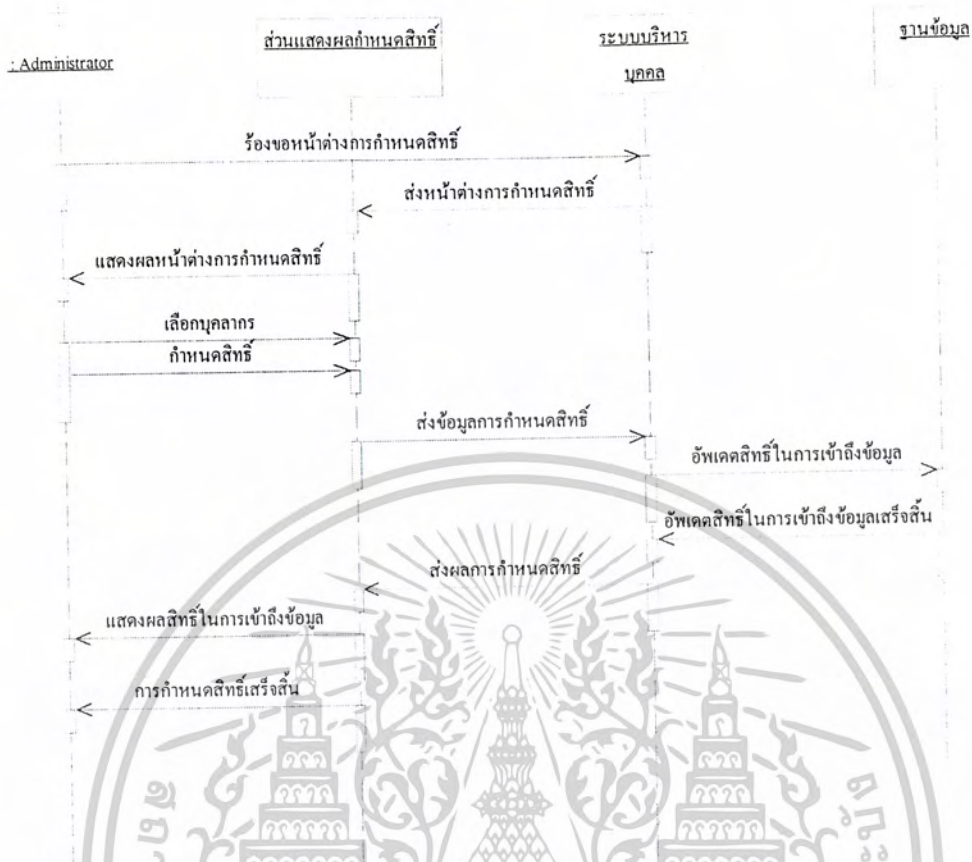 : Administrator
ส่วนแสดงผลกำหนดสิทธิ์
ระบบบริหาร
บุคคล
ฐานข้อมูล
ร้องขอหน้าต่างการกำหนดสิทธิ์
ส่งหน้าต่างการกำหนดสิทธิ์
แสดงผลหน้าต่างการกำหนดสิทธิ์
เลือกบุคลากร
กำหนดสิทธิ์
ส่งข้อมูลการกำหนดสิทธิ์
อัพเดตสิทธิ์ในการเข้าถึงข้อมูล
อัพเดตสิทธิ์ในการเข้าถึงข้อมูลเสร็จสิ้น
ส่งผลการกำหนดสิทธิ์
แสดงผลสิทธิ์ในการเข้าถึงข้อมูล
การกำหนดสิทธิ์เสร็จสิ้น